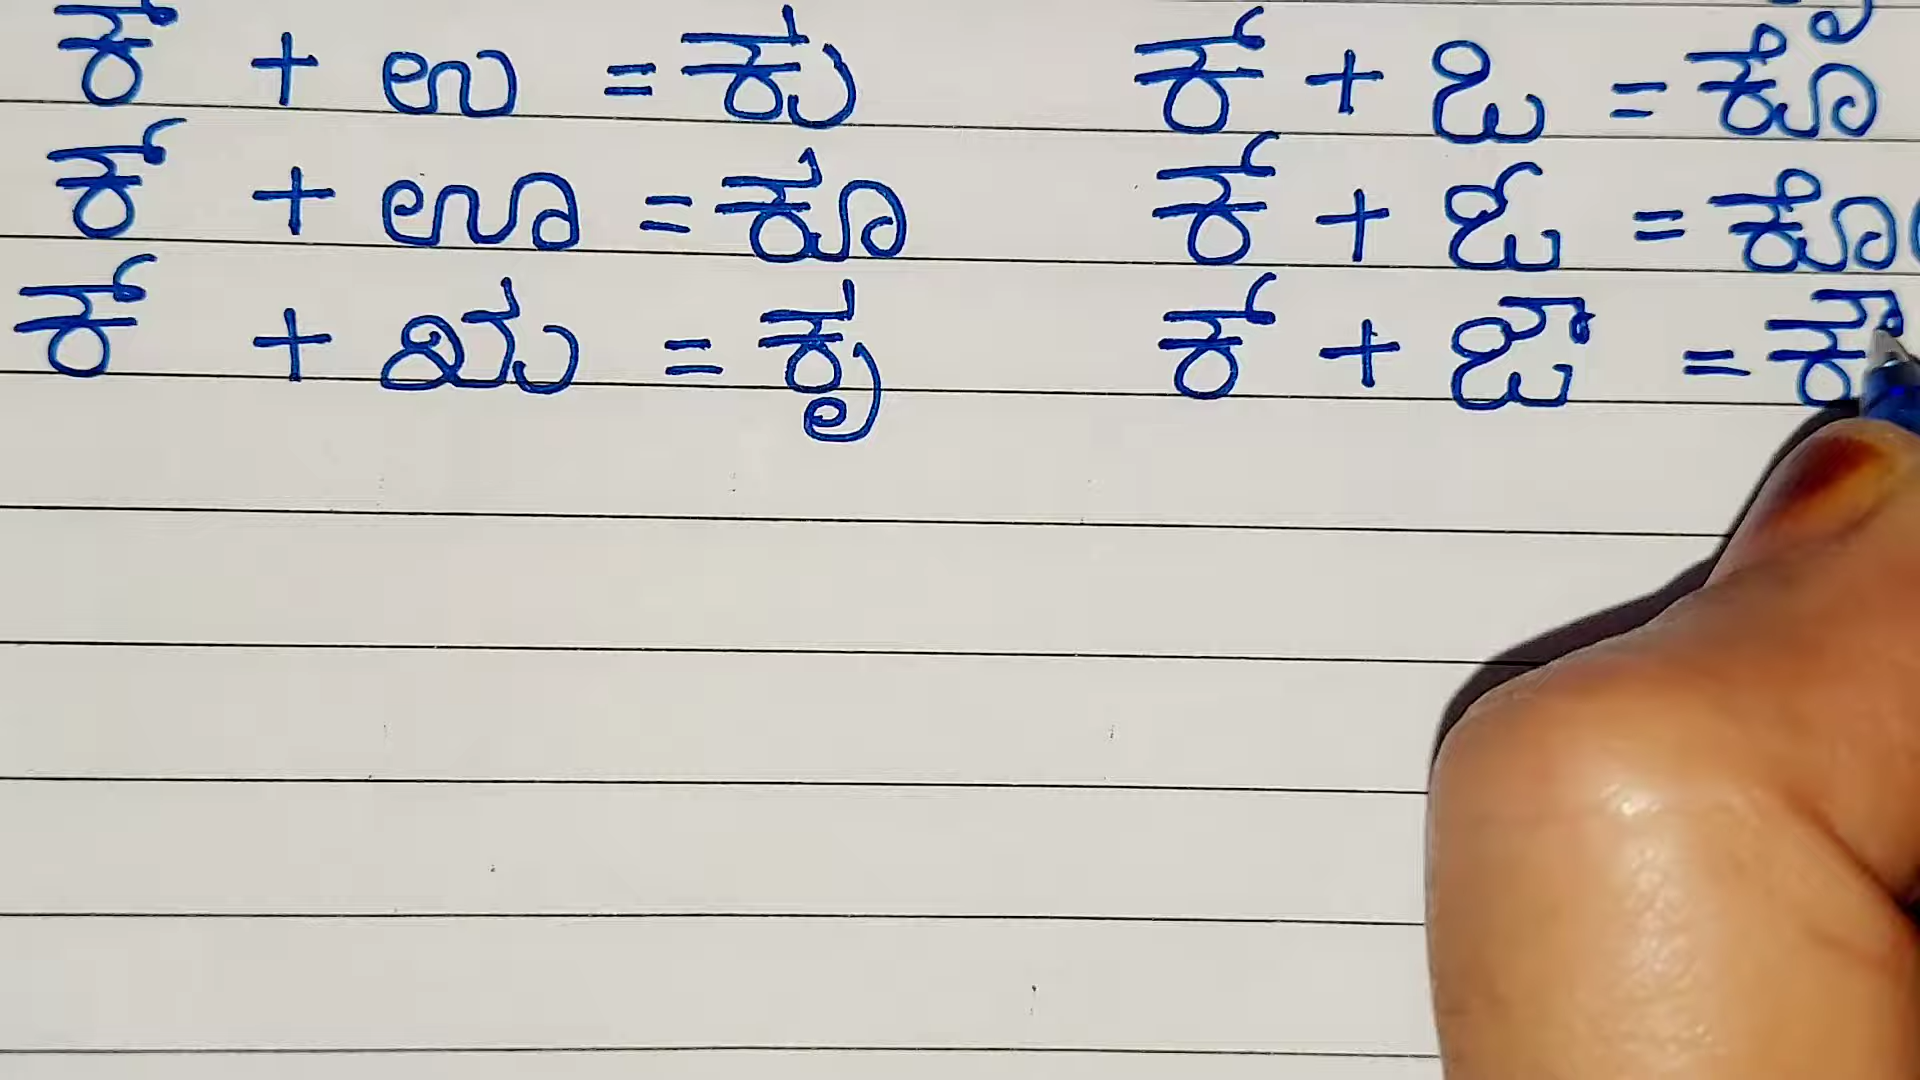 ಕ್ + ಉ = ಕು ಕ್ + ಒ = ಕೊ
ಕ್ + ಊ = ಕೂ ಕ್ + ಓ = ಕೋ
ಕ್ + ಋ = ಕೃ ಕ್ + ಔ = ಕೌ